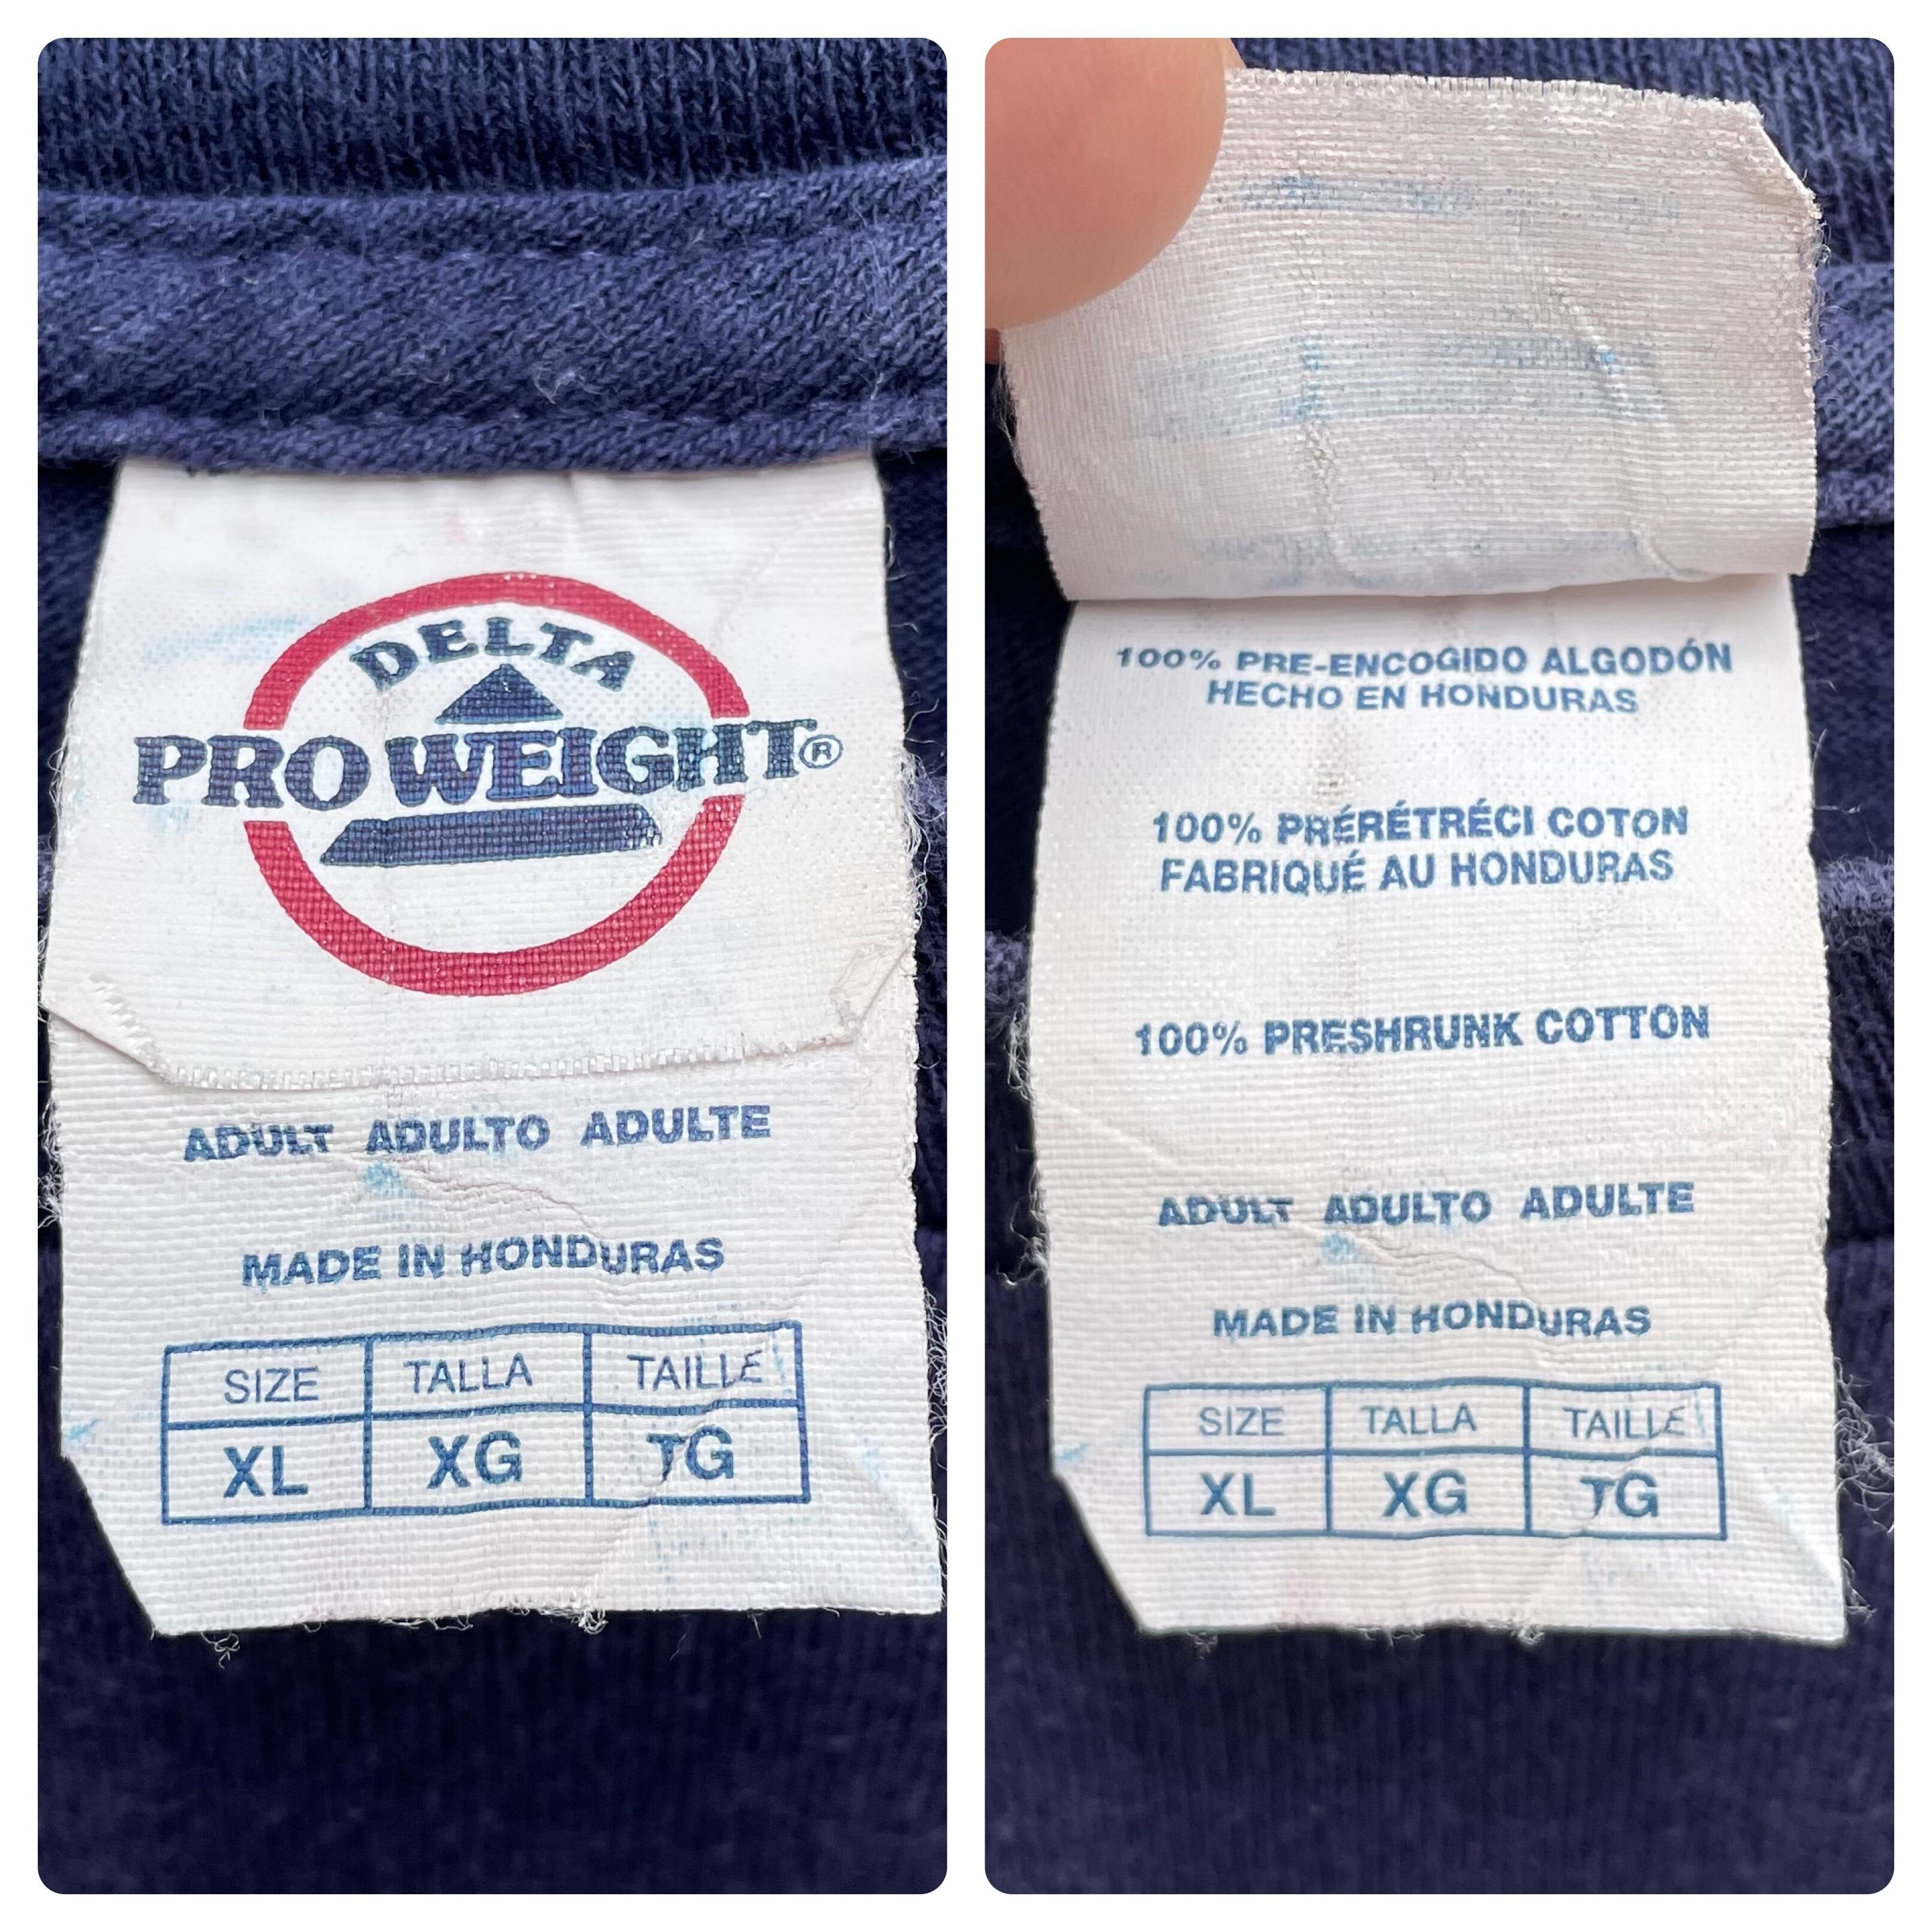 DELTA
PRO WEIGHT®
ADULT ADULTO ADULTE
MADE IN HONDURAS
SIZE TALLA TAILLE
XL XG TG
100% PRE-ENCOGIDO ALGODÓN
HECHO EN HONDURAS
100% PRÉRÉTRÉCI COTON
FABRIQUÉ AU HONDURAS
100% PRESHRUNK COTTON
ADULT ADULTO ADULTE
MADE IN HONDURAS
SIZE TALLA TAILLE
XL XG TG